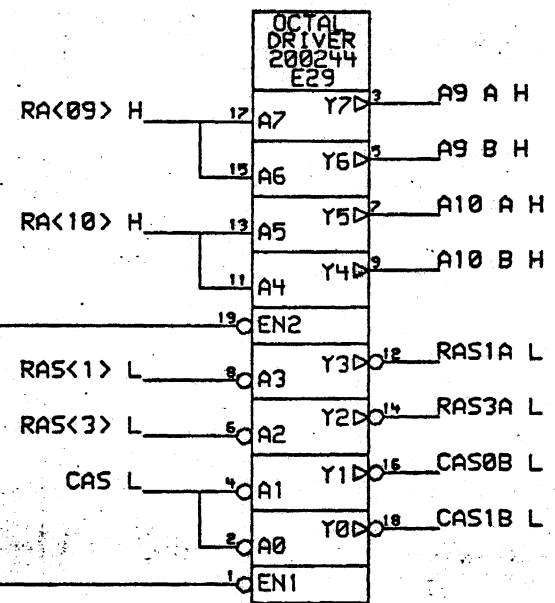 OCTAL
DRIVER
200244
E29
RA<09> H 17 A7 Y7 3 A9 A H
15 A6 Y6 5 A9 B H
RA<10> H 13 A5 Y5 7 A10 A H
11 A4 Y4 9 A10 B H
19 EN2
RAS<1> L 8 A3 Y3 12 RAS1A L
RAS<3> L 6 A2 Y2 14 RAS3A L
CAS L 4 A1 Y1 16 CAS0B L
2 A0 Y0 18 CAS1B L
1 EN1